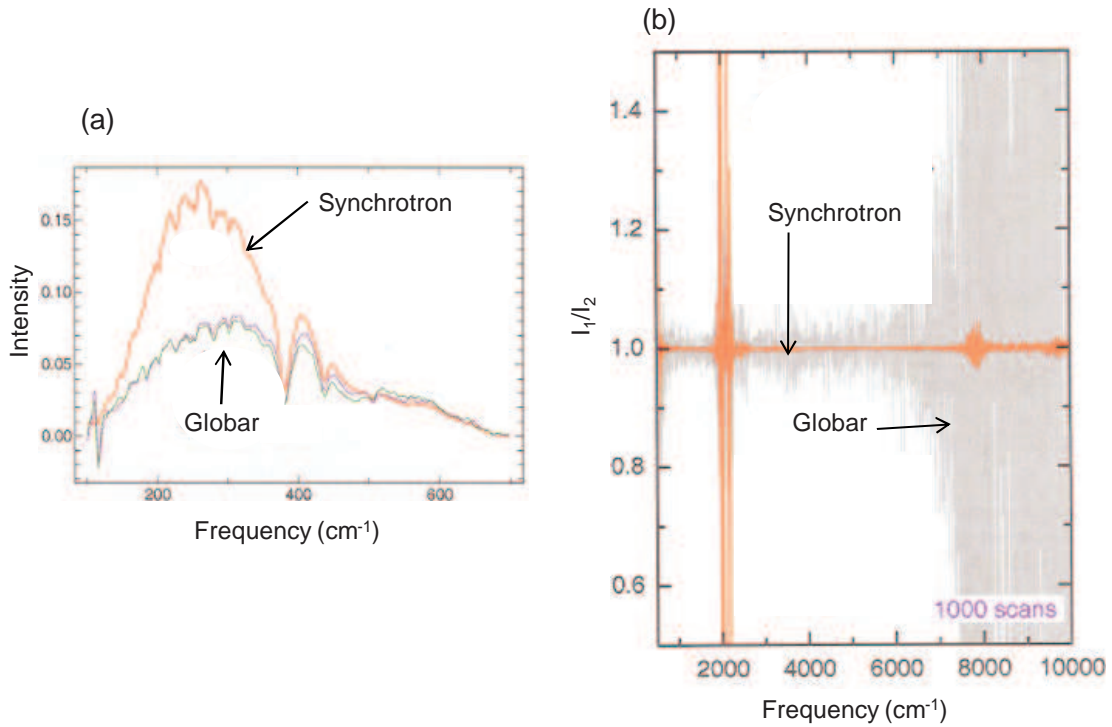 (a)
0.15
0.10
0.05
0.00
Intensity
Synchrotron
Globar
200
400
600
Frequency (cm-1)
(b)
1.4
1.2
1.0
0.8
0.6
I1/I2
Synchrotron
Globar
1000 scans
2000
4000
6000
8000
10000
Frequency (cm-1)